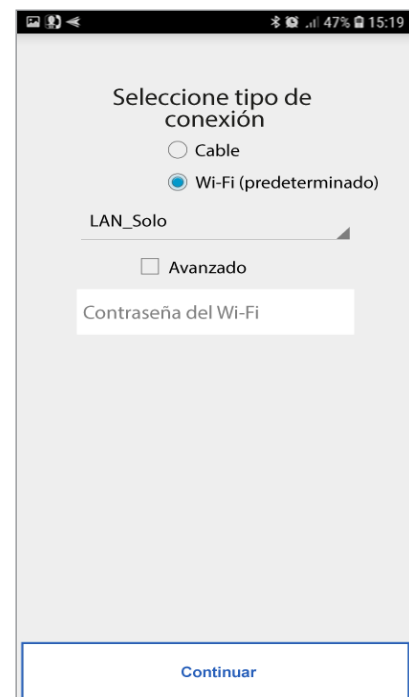 47% 15:19
Seleccione tipo de
conexión
Cable
Wi-Fi (predeterminado)
LAN_Solo
Avanzado
Contraseña del Wi-Fi
Continuar